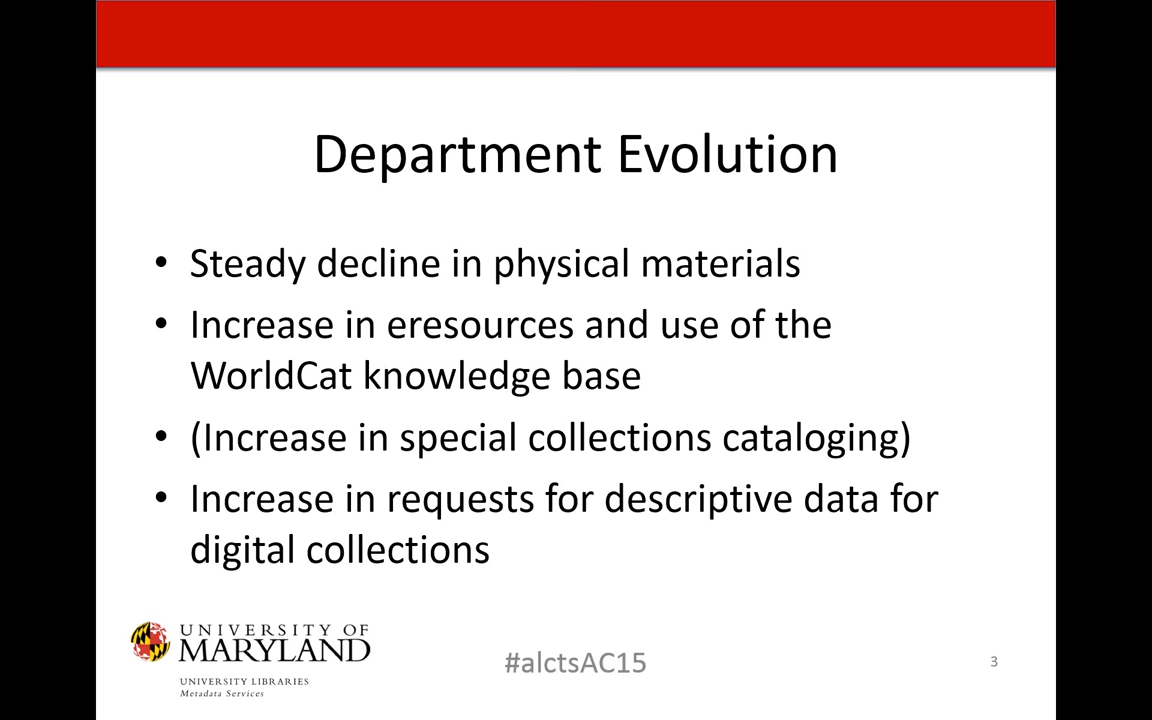 Department Evolution
• Steady decline in physical materials
• Increase in eresources and use of the
WorldCat knowledge base
• (Increase in special collections cataloging)
• Increase in requests for descriptive data for
digital collections
UNIVERSITY OF
MARYLAND
UNIVERSITY LIBRARIES
Metadata Services
#alctsAC15
3